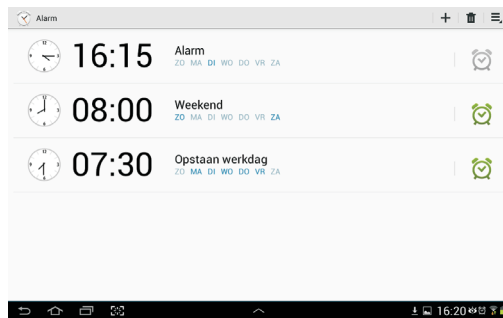 Alarm
16:15
Alarm
ZO MA DI WO DO VR ZA
08:00
Weekend
ZO MA DI WO DO VR ZA
07:30
Opstaan werkdag
ZO MA DI WO DO VR ZA
16:20